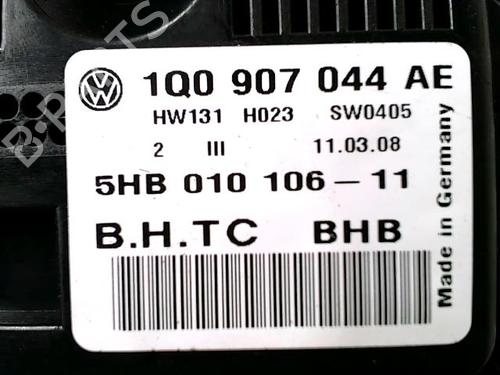 1Q0 907 044 AE
HW131 H023 SW0405
2 III 11.03.08
5HB 010 106-11
B.H.TC BHB
Made in Germany
B-PARTS